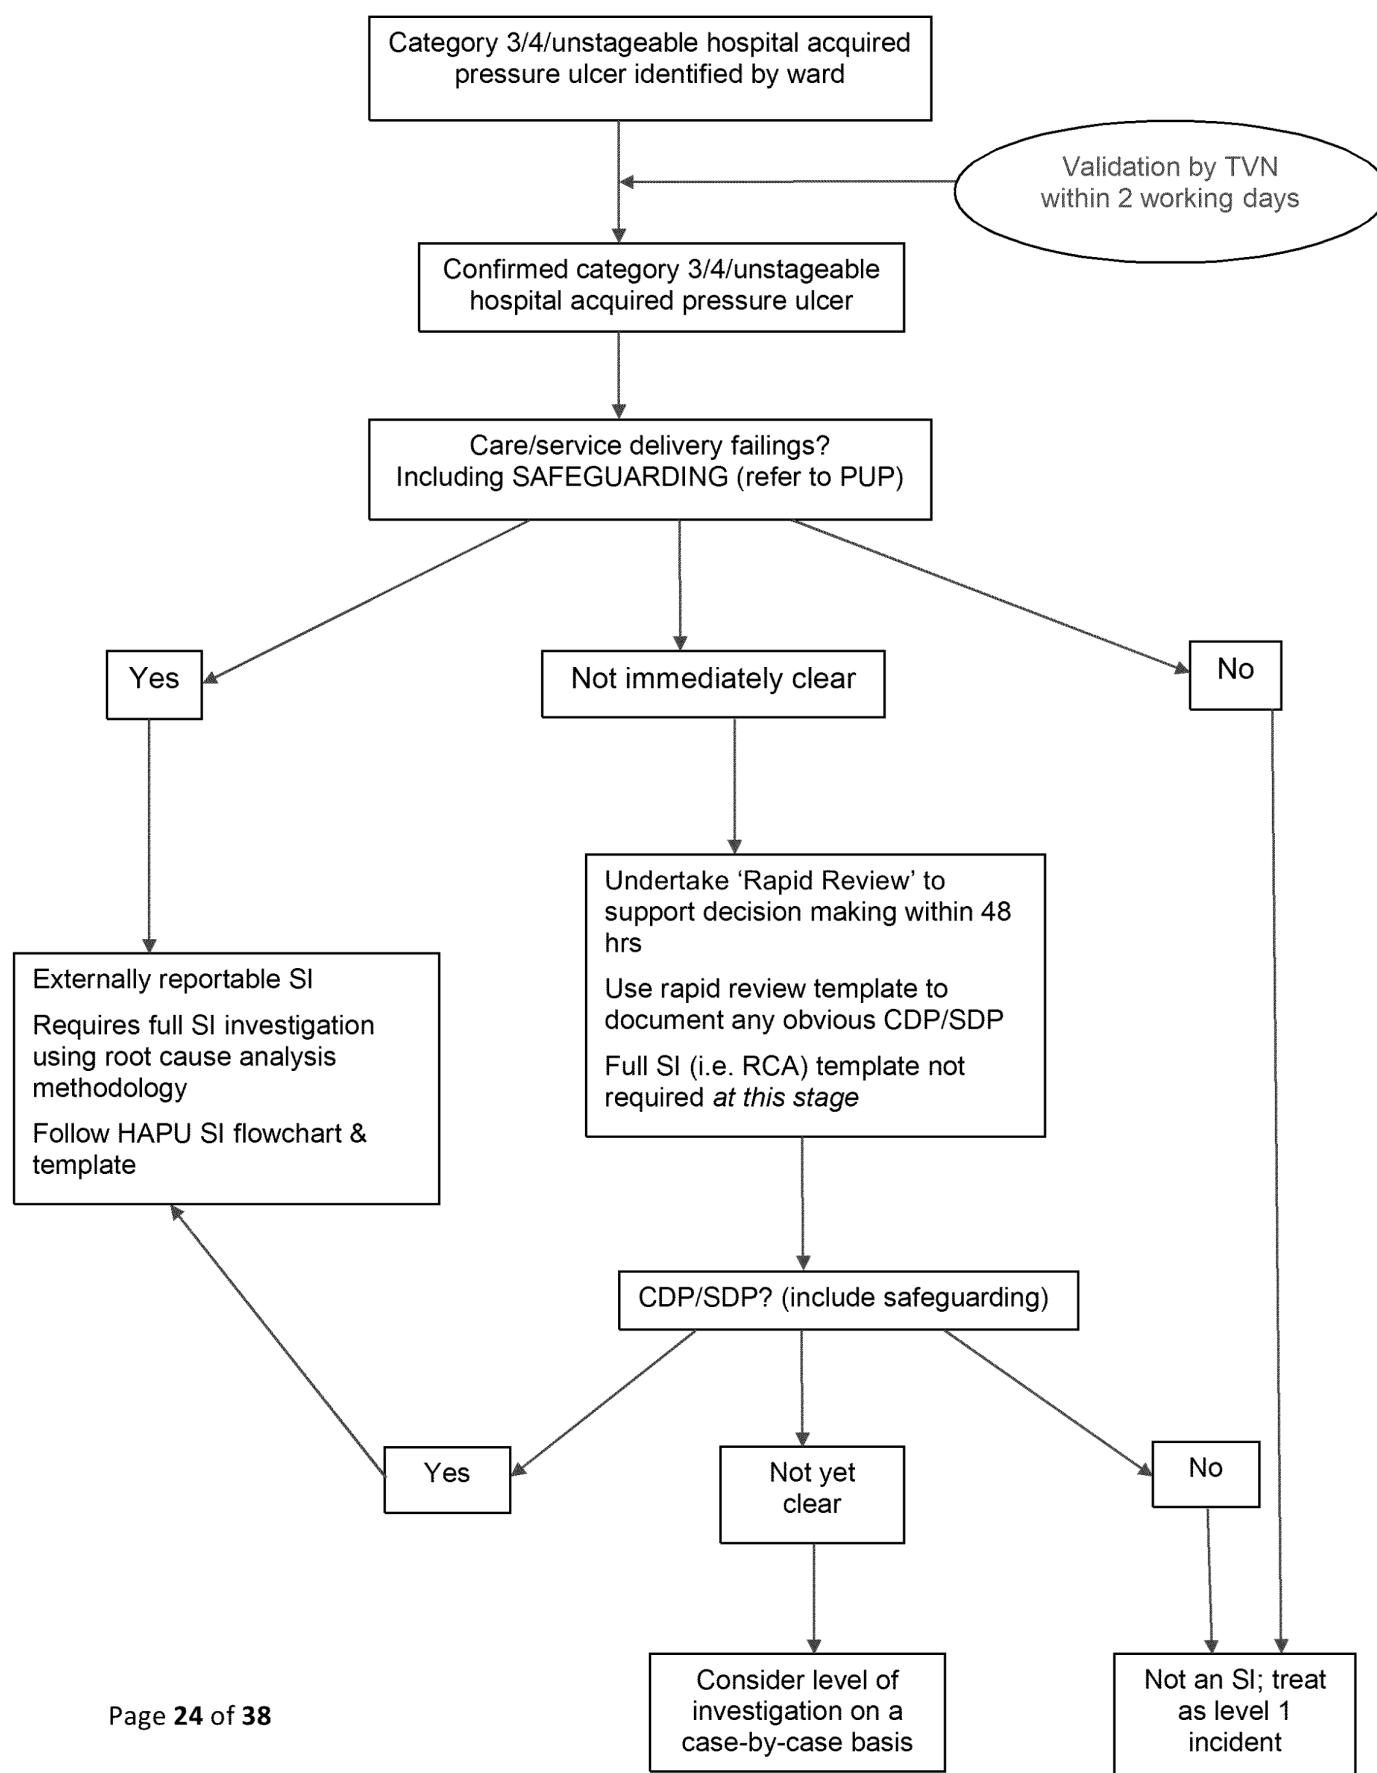 Category 3/4/unstageable hospital acquired
pressure ulcer identified by ward
Validation by TVN
within 2 working days
Confirmed category 3/4/unstageable
hospital acquired pressure ulcer
Care/service delivery failings?
Including SAFEGUARDING (refer to PUP)
Yes
Not immediately clear
No
Undertake ‘Rapid Review’ to
support decision making within 48
hrs
Use rapid review template to
document any obvious CDP/SDP
Full SI (i.e. RCA) template not
required at this stage
Externally reportable SI
Requires full SI investigation
using root cause analysis
methodology
Follow HAPU SI flowchart &
template
CDP/SDP? (include safeguarding)
Yes
Not yet
clear
No
Consider level of
investigation on a
case-by-case basis
Not an SI; treat
as level 1
incident
Page 24 of 38